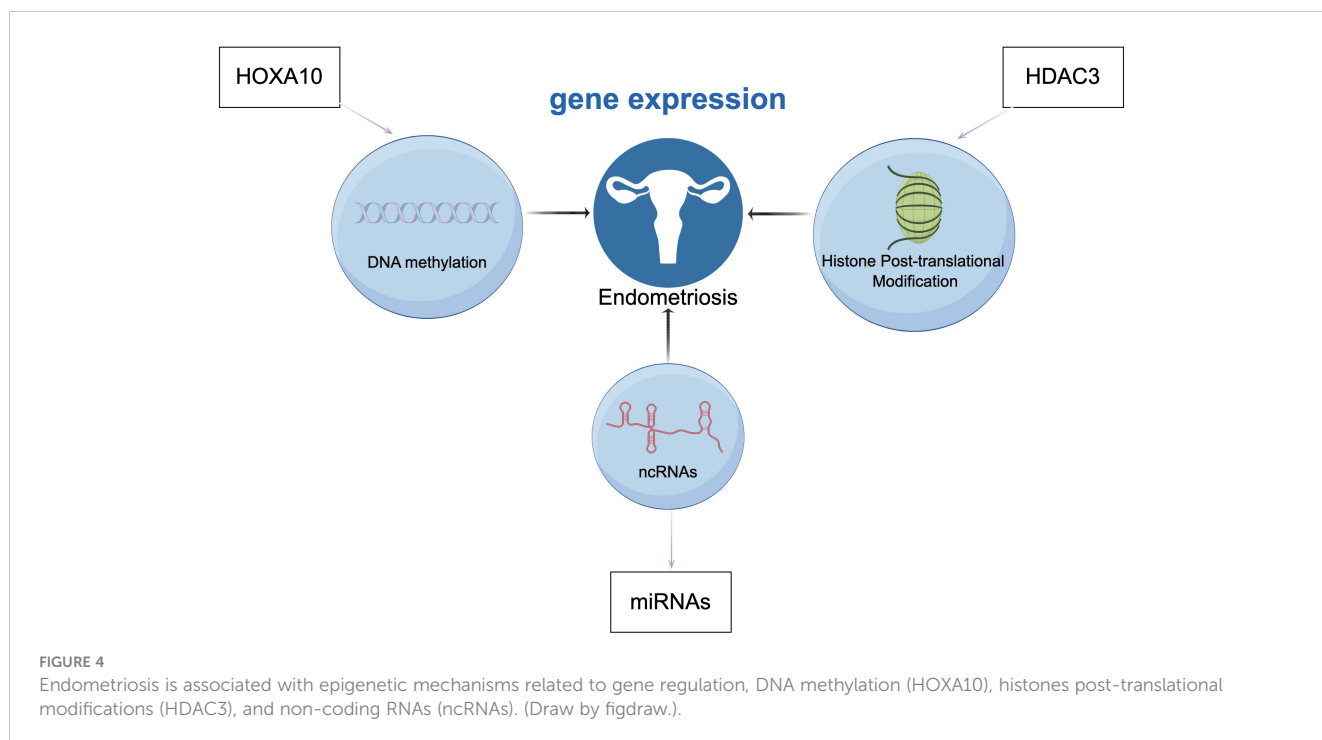 HOXA10
HDAC3
gene expression
DNA methylation
Endometriosis
Histone Post-translational
Modification
ncRNAs
miRNAs
FIGURE 4
Endometriosis is associated with epigenetic mechanisms related to gene regulation, DNA methylation (HOXA10), histones post-translational
modifications (HDAC3), and non-coding RNAs (ncRNAs). (Draw by figdraw.).